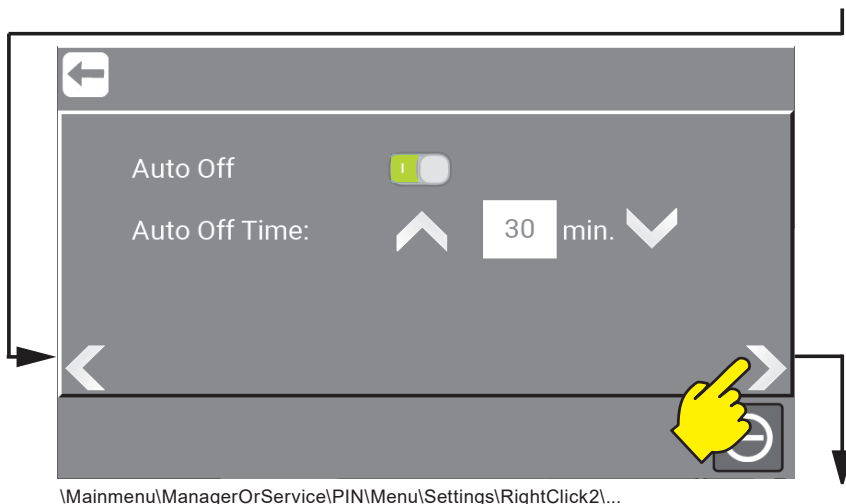 Auto Off I
Auto Off Time: 30 min.
\Mainmenu\ManagerOrService\PIN\Menu\Settings\RightClick2\...